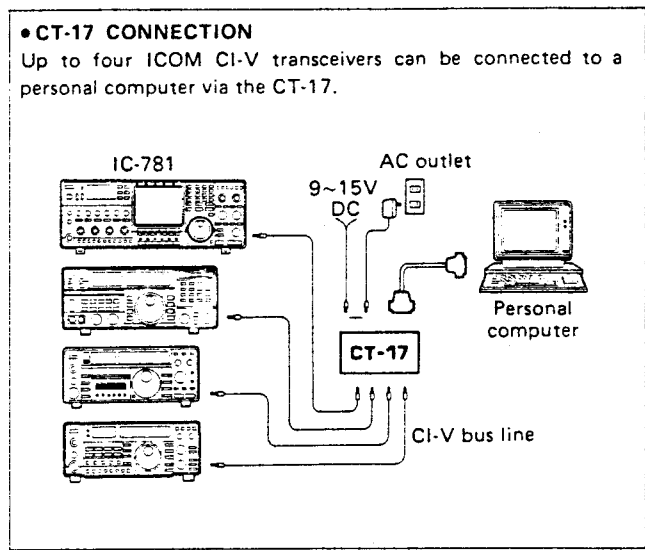 • CT-17 CONNECTION
Up to four ICOM CI-V transceivers can be connected to a
personal computer via the CT-17.
IC-781
AC outlet
9~15V
DC
Personal
computer
CT-17
CI-V bus line